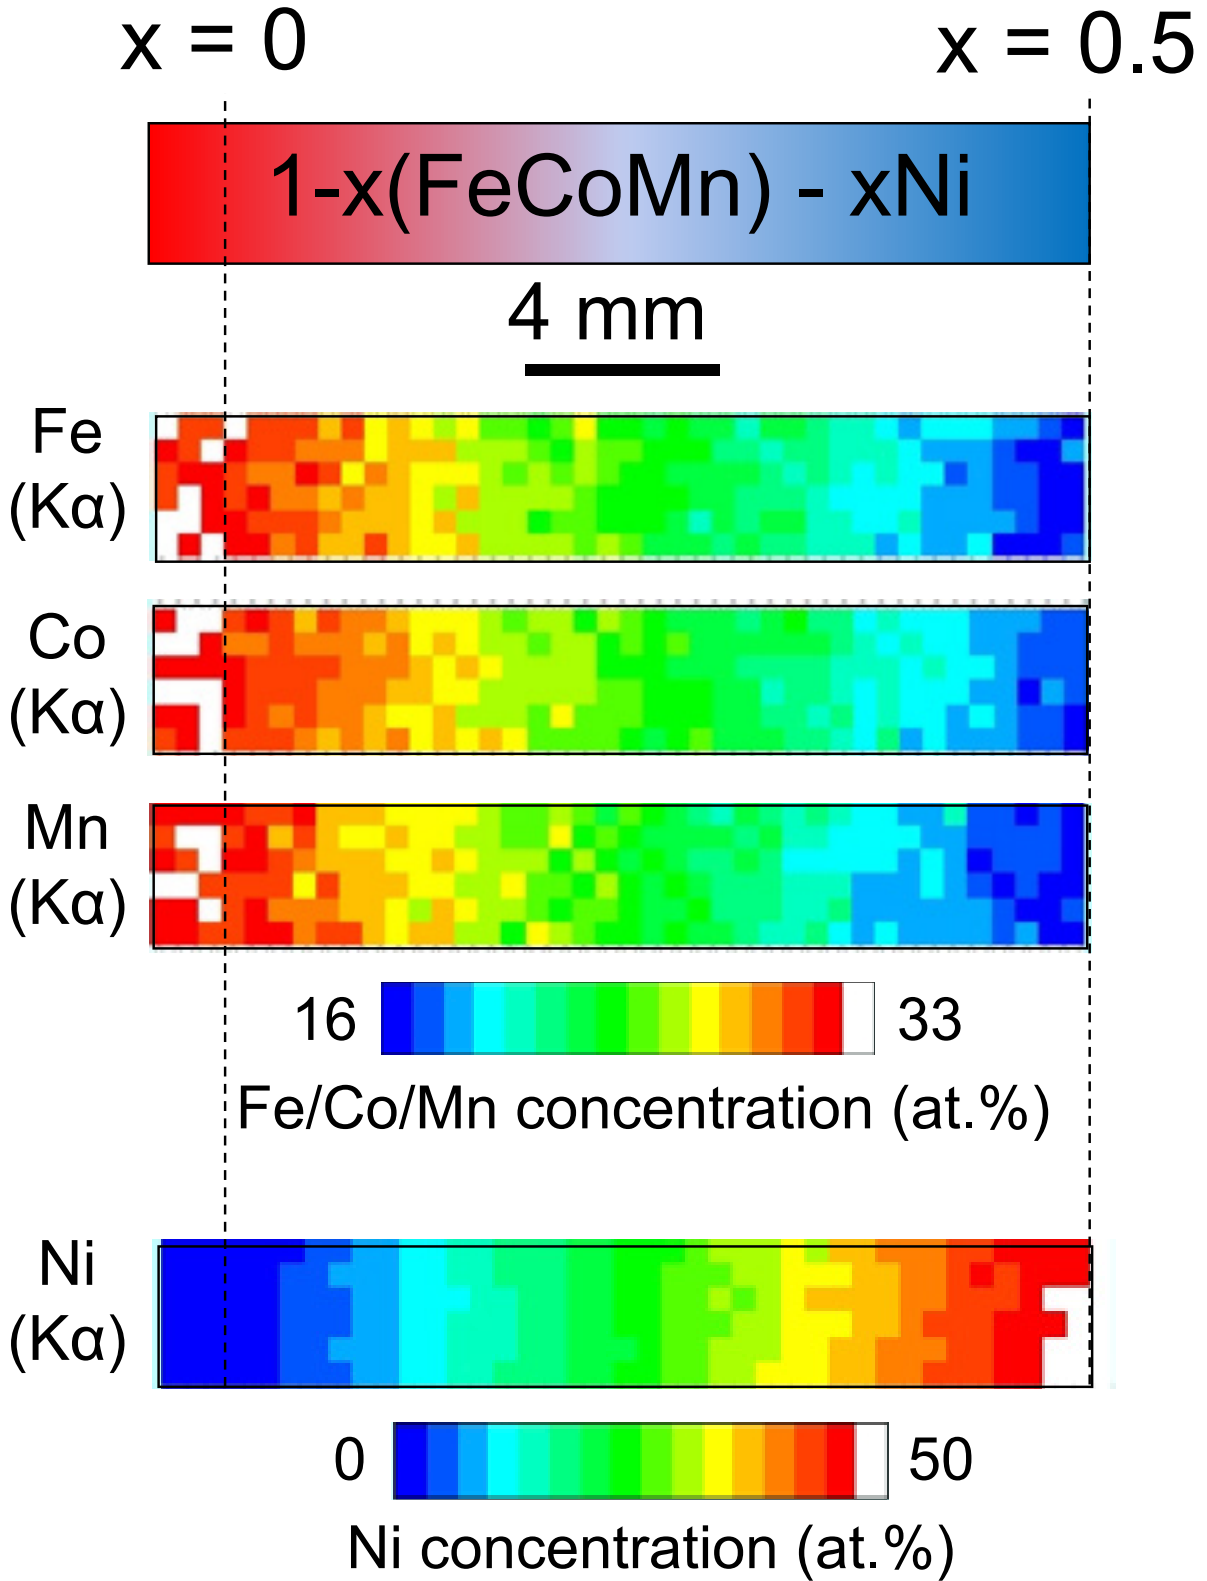 x = 0
x = 0.5
1-x(FeCoMn) - xNi
4 mm
Fe
(Kα)
Co
(Kα)
Mn
(Kα)
16
33
Fe/Co/Mn concentration (at.%)
Ni
(Kα)
0
50
Ni concentration (at.%)